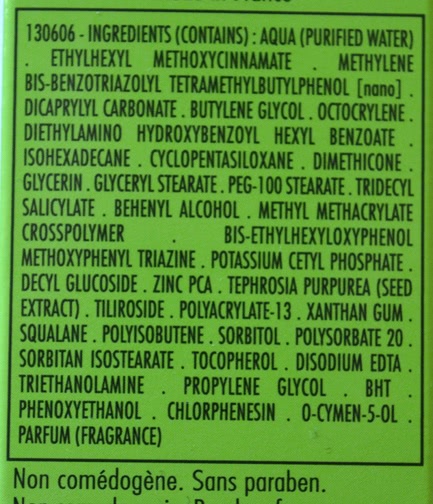 130606 - INGREDIENTS (CONTAINS) : AQUA (PURIFIED WATER)
. ETHYLHEXYL METHOXYCINNAMATE . METHYLENE
BIS-BENZOTRIAZOLYL TETRAMETHYLBUTYLPHENOL [nano] .
DICAPRYLYL CARBONATE . BUTYLENE GLYCOL . OCTOCRYLENE .
DIETHYLAMINO HYDROXYBENZOYL HEXYL BENZOATE .
ISOHEXADECANE . CYCLOPENTASILOXANE . DIMETHICONE .
GLYCERIN . GLYCERYL STEARATE . PEG-100 STEARATE . TRIDECYL
SALICYLATE . BEHENYL ALCOHOL . METHYL METHACRYLATE
CROSSPOLYMER . BIS-ETHYLHEXYLOXYPHENOL
METHOXYPHENYL TRIAZINE . POTASSIUM CETYL PHOSPHATE .
DECYL GLUCOSIDE . ZINC PCA . TEPHROSIA PURPUREA (SEED
EXTRACT) . TILIROSIDE . POLYACRYLATE-13 . XANTHAN GUM .
SQUALANE . POLYISOBUTENE . SORBITOL . POLYSORBATE 20 .
SORBITAN ISOSTEARATE . TOCOPHEROL . DISODIUM EDTA .
TRIETHANOLAMINE . PROPYLENE GLYCOL . BHT .
PHENOXYETHANOL . CHLORPHENESIN . O-CYMEN-5-OL .
PARFUM (FRAGRANCE)
Non comédogène. Sans paraben.